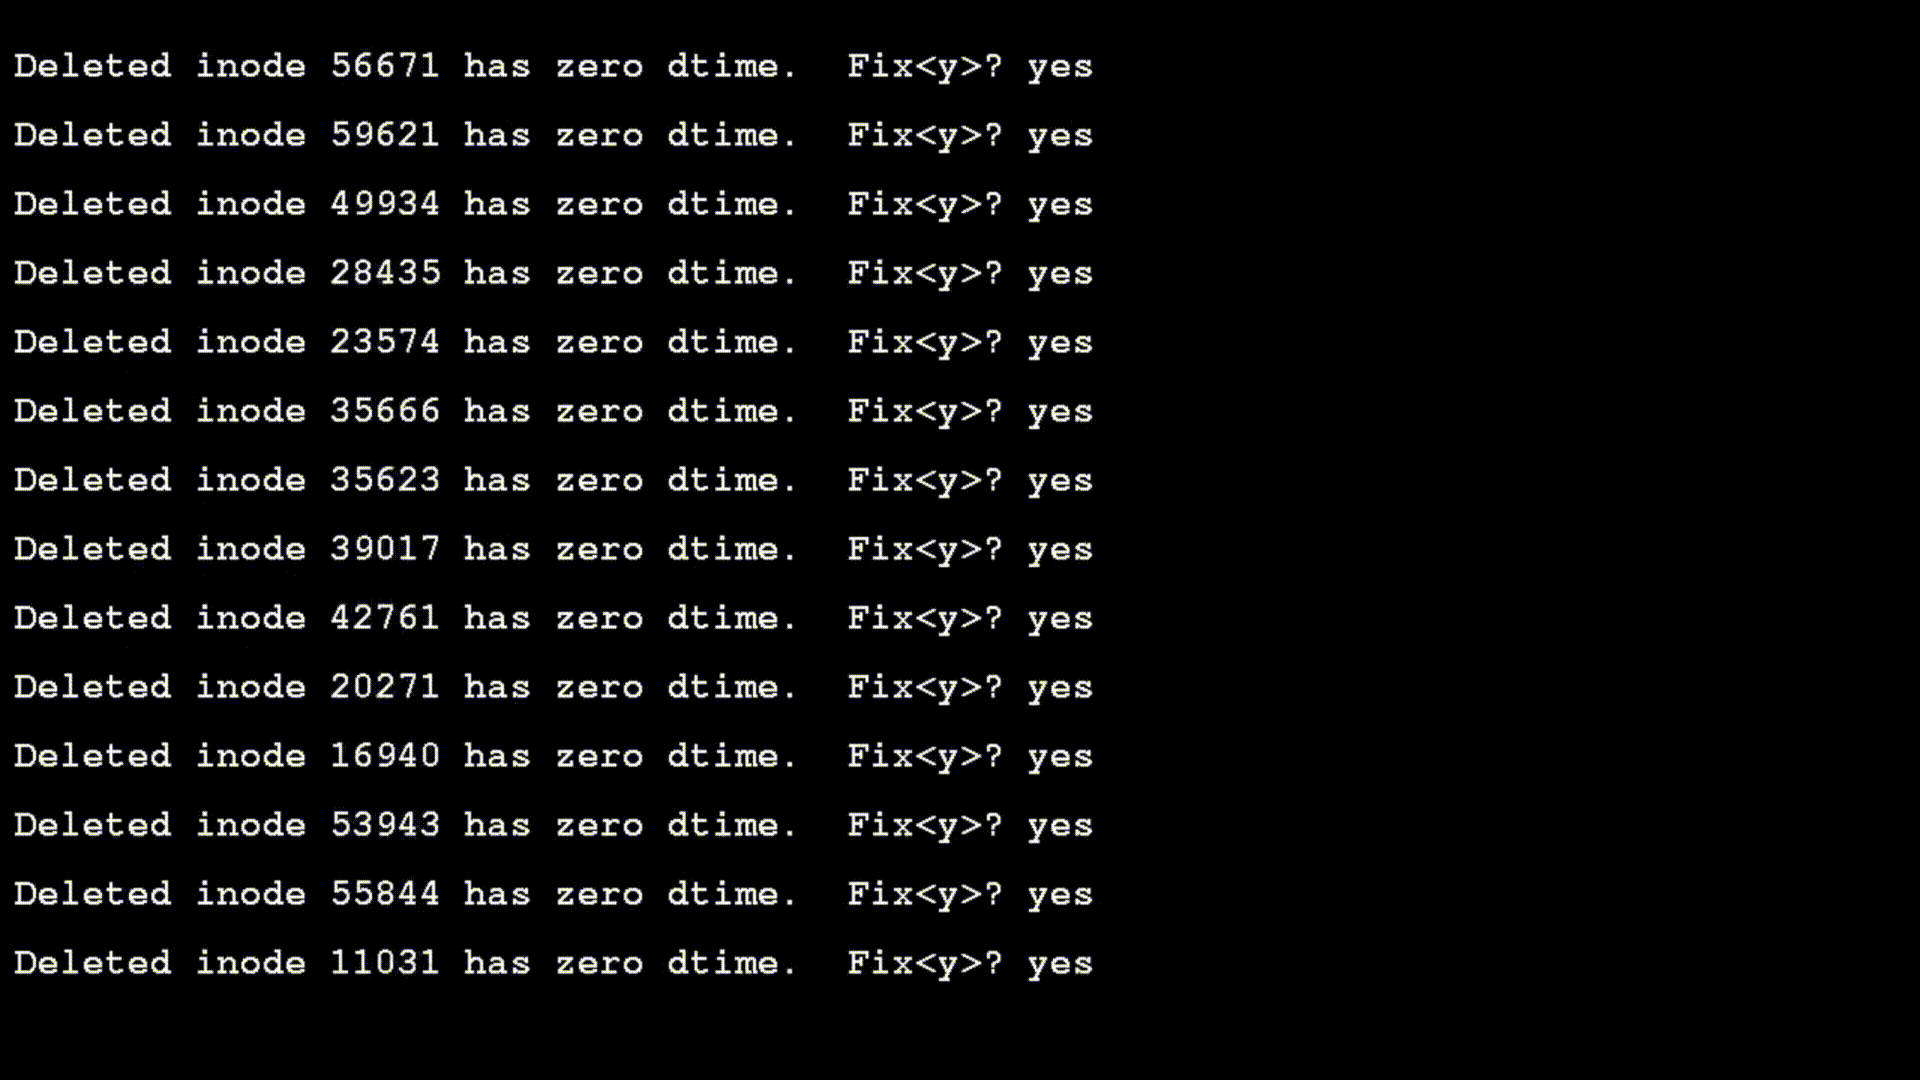 Deleted inode 56671 has zero dtime.  Fix<y>? yes
Deleted inode 59621 has zero dtime.  Fix<y>? yes
Deleted inode 49934 has zero dtime.  Fix<y>? yes
Deleted inode 28435 has zero dtime.  Fix<y>? yes
Deleted inode 23574 has zero dtime.  Fix<y>? yes
Deleted inode 35666 has zero dtime.  Fix<y>? yes
Deleted inode 35623 has zero dtime.  Fix<y>? yes
Deleted inode 39017 has zero dtime.  Fix<y>? yes
Deleted inode 42761 has zero dtime.  Fix<y>? yes
Deleted inode 20271 has zero dtime.  Fix<y>? yes
Deleted inode 16940 has zero dtime.  Fix<y>? yes
Deleted inode 53943 has zero dtime.  Fix<y>? yes
Deleted inode 55844 has zero dtime.  Fix<y>? yes
Deleted inode 11031 has zero dtime.  Fix<y>? yes